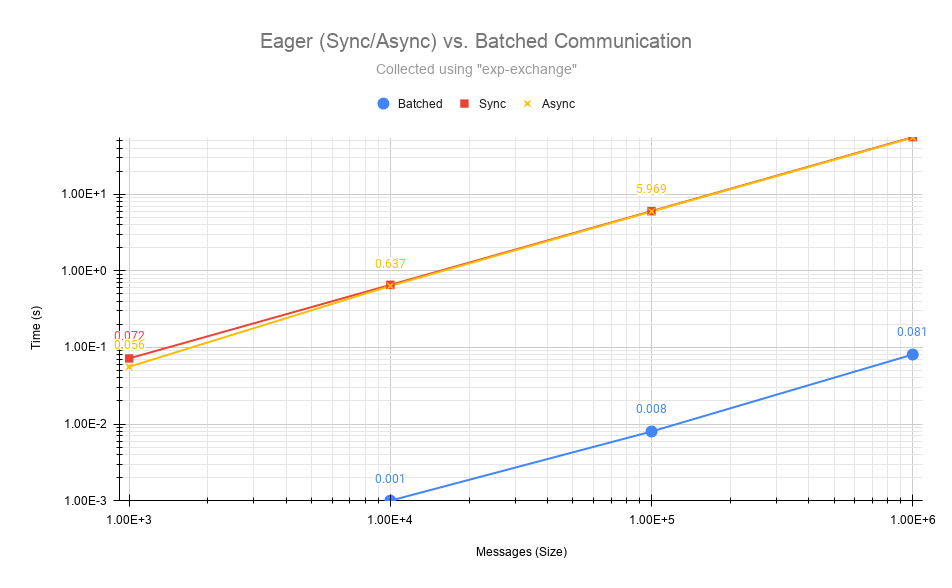 Eager (Sync/Async) vs. Batched Communication
Collected using "exp-exchange"
Batched Sync Async
1.00E+1
1.00E+0
1.00E-1
1.00E-2
1.00E-3
Time (s)
0.072
0.056
0.637
5.969
0.001
0.008
0.081
1.00E+3 1.00E+4 1.00E+5 1.00E+6
Messages (Size)